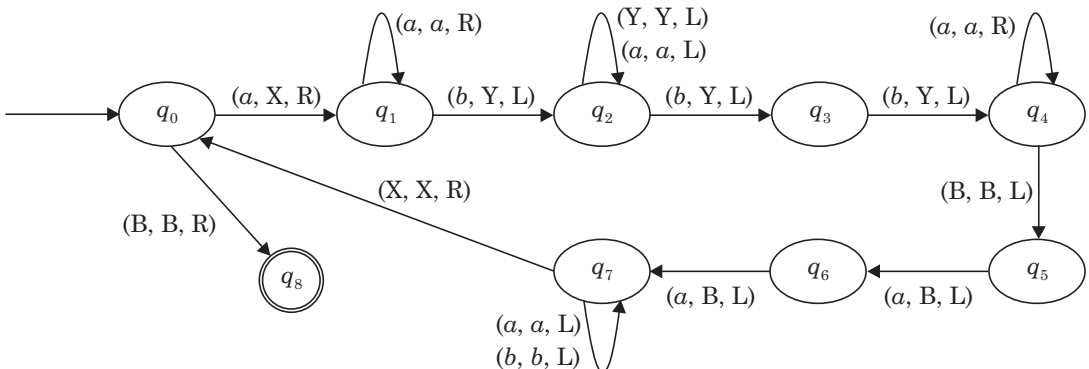 (a, a, R)
(Y, Y, L)
(a, a, L)
(a, a, R)
q0
(a, X, R)
q1
(b, Y, L)
q2
(b, Y, L)
q3
(b, Y, L)
q4
(X, X, R)
(B, B, L)
(B, B, R)
q8
q7
(a, B, L)
q6
(a, B, L)
q5
(a, a, L)
(b, b, L)